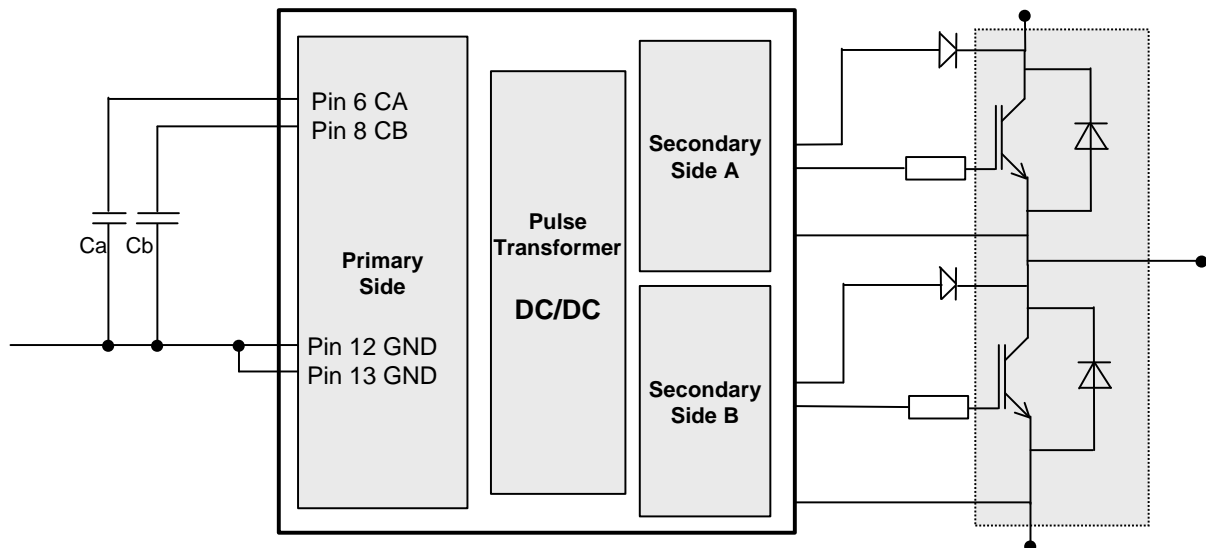 Pin 6 CA
Pin 8 CB
Ca
Cb
Primary
Side
Pin 12 GND
Pin 13 GND
Pulse
Transformer
DC/DC
Secondary
Side A
Secondary
Side B